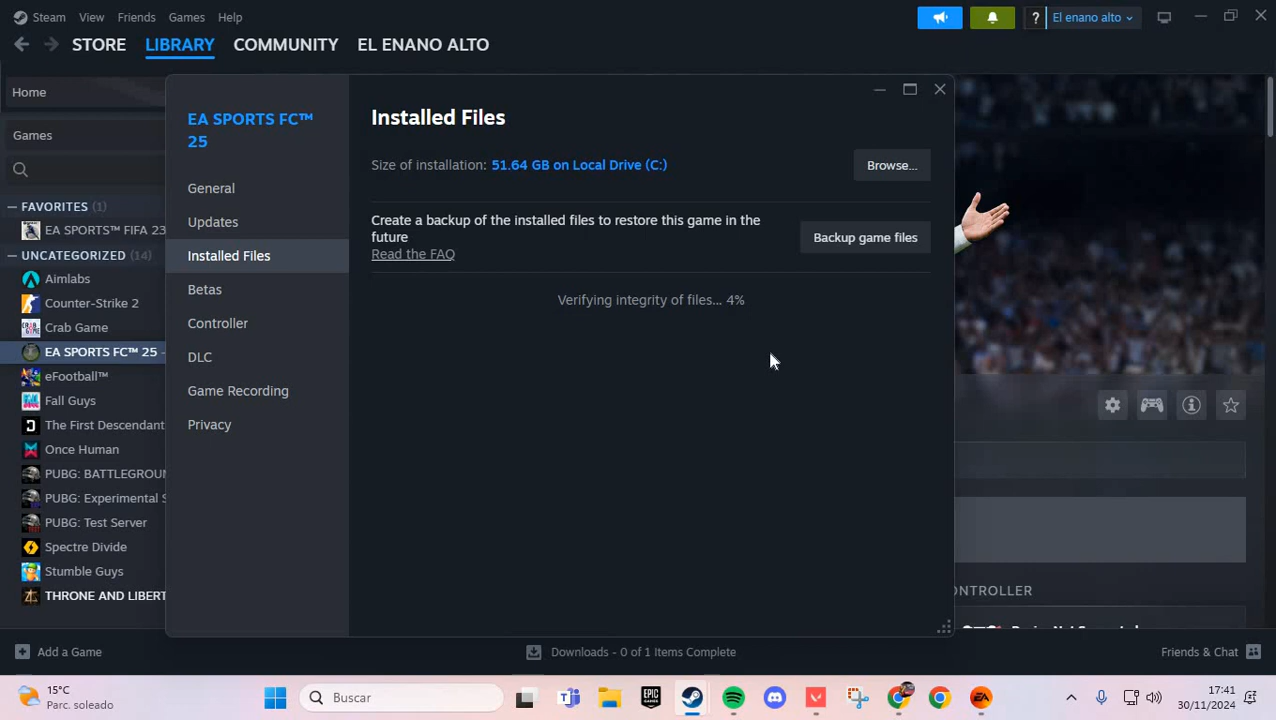 Steam View Friends Games Help
? El enano alto
STORE LIBRARY COMMUNITY EL ENANO ALTO
Home
Games
— FAVORITES (1)
EA SPORTS™ FIFA 23
— UNCATEGORIZED (14)
Aimlabs
Counter-Strike 2
Crab Game
EA SPORTS FC™ 25 -
eFootball™
Fall Guys
The First Descendant
Once Human
PUBG: BATTLEGROUN
PUBG: Experimental S
PUBG: Test Server
Spectre Divide
Stumble Guys
THRONE AND LIBERT
EA SPORTS FC™
25
General
Updates
Installed Files
Betas
Controller
DLC
Game Recording
Privacy
Installed Files
Size of installation: 51.64 GB on Local Drive (C:)
Browse...
Create a backup of the installed files to restore this game in the
future
Read the FAQ
Backup game files
Verifying integrity of files... 4%
ONTROLLER
Add a Game
Downloads - 0 of 1 Items Complete
Friends & Chat
15°C
Parc. soleado
Buscar
EPIC
GAMES
EA
17:41
30/11/2024